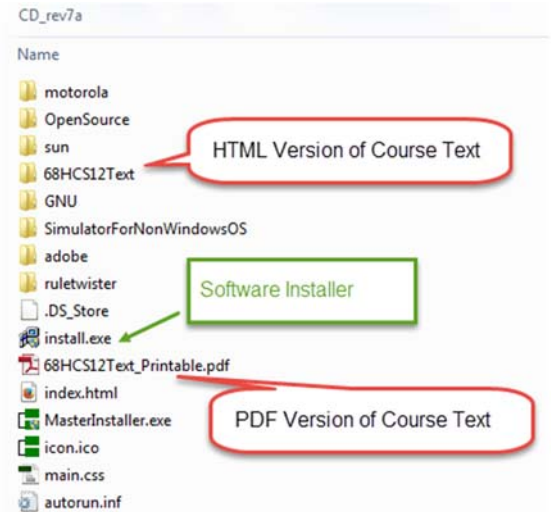 CD_rev7a
Name
motorola
OpenSource
sun
HTML Version of Course Text
68HCS12Text
GNU
SimulatorForNonWindowsOS
adobe
ruletwister
Software Installer
.DS_Store
install.exe
68HCS12Text_Printable.pdf
index.html
MasterInstaller.exe
PDF Version of Course Text
icon.ico
main.css
autorun.inf